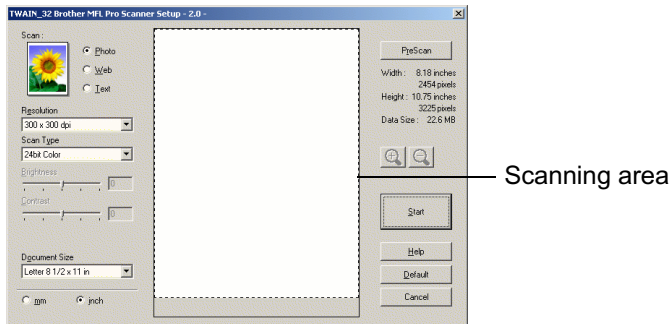 TWAIN_32 Brother MFL Pro Scanner Setup - 2.0 -
Scan :
Photo
Web
Text
Resolution
300 x 300 dpi
Scan Type
24bit Color
Brightness
0
Contrast
0
Document Size
Letter 8 1/2 x 11 in
mm inch
PreScan
Width : 8.18 inches
2454 pixels
Height : 10.75 inches
3225 pixels
Data Size : 22.6 MB
Scanning area
Start
Help
Default
Cancel